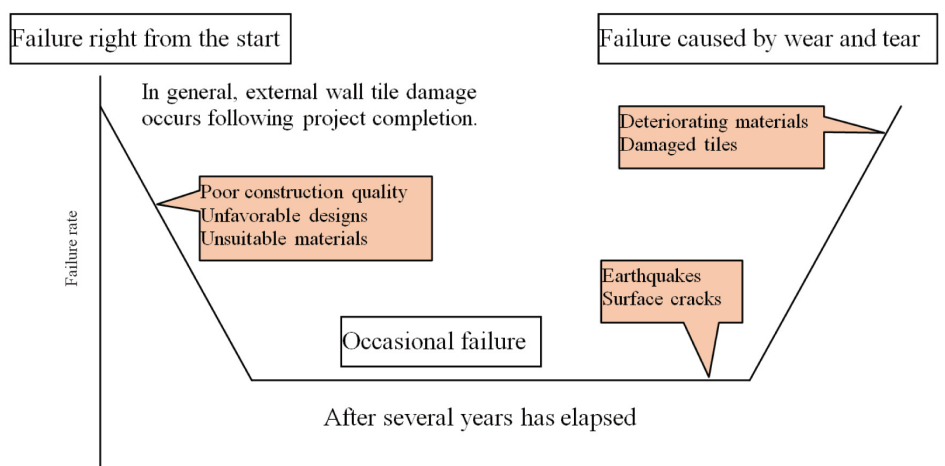 Failure right from the start
Failure caused by wear and tear
In general, external wall tile damage
occurs following project completion.
Deteriorating materials
Damaged tiles
Poor construction quality
Unfavorable designs
Unsuitable materials
Failure rate
Earthquakes
Surface cracks
Occasional failure
After several years has elapsed